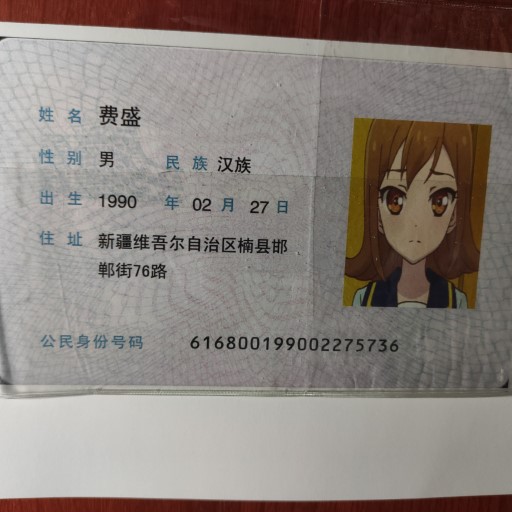 姓名 费盛
性别 男 民族 汉族
出生 1990 年 02 月 27 日
住址 新疆维吾尔自治区楠县邯
郸街76路
公民身份号码 616800199002275736